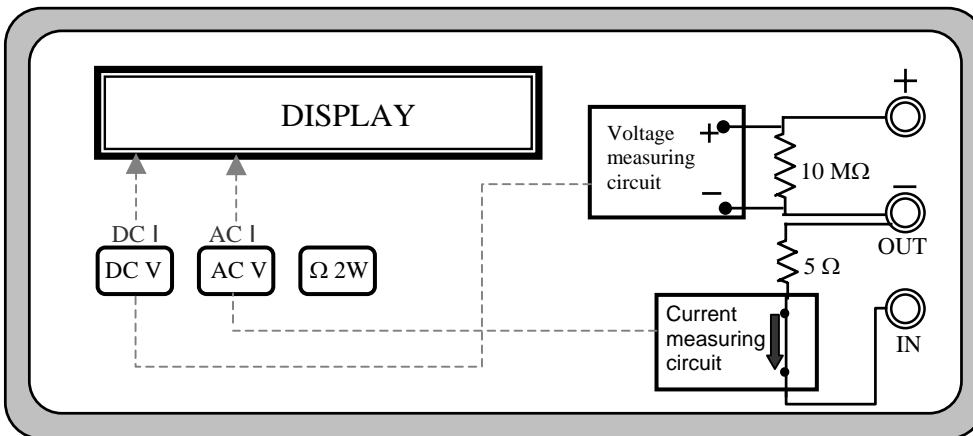 DISPLAY
DC I
AC I
DC V
AC V
Ω 2W
Voltage
measuring
circuit
+
−
10 MΩ
5 Ω
Current
measuring
circuit
+
−
OUT
IN